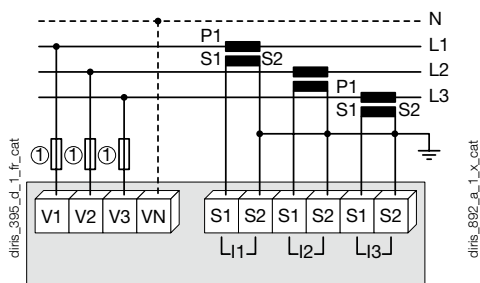 N
P1
L1
S1 S2
L2
P1
L3
S1 S2
1 1 1
V1 V2 V3 VN S1 S2 S1 S2 S1 S2
I1 I2 I3
diris_395_d_1_fr_cat
diris_892_a_1_x_cat